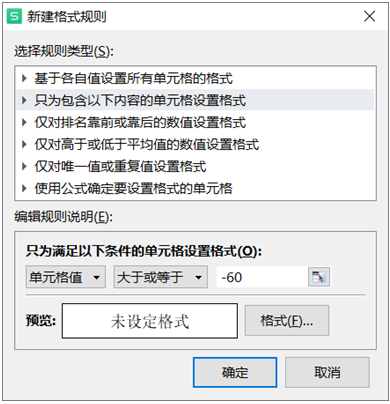 S 新建格式规则
选择规则类型(S):
基于各自值设置所有单元格的格式
只为包含以下内容的单元格设置格式
仅对排名靠前或靠后的数值设置格式
仅对高于或低于平均值的数值设置格式
仅对唯一值或重复值设置格式
使用公式确定要设置格式的单元格
编辑规则说明(E):
只为满足以下条件的单元格设置格式(O):
单元格值 大于或等于 -60
预览: 未设定格式 格式(F)...
确定 取消